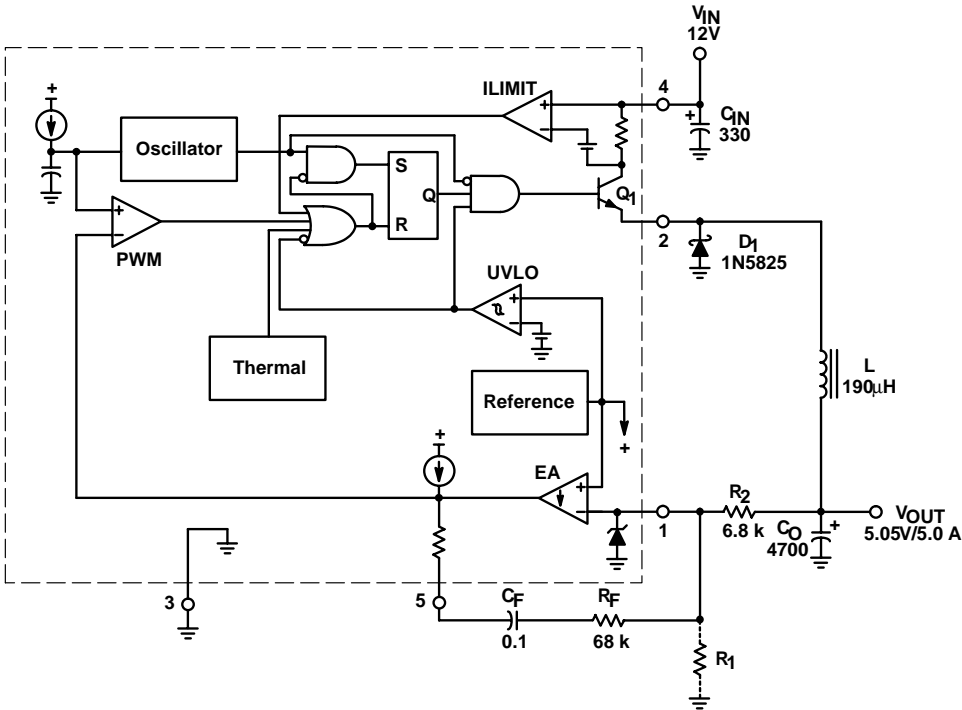 VIN
12V
+
ILIMIT
4
+
−
+
CIN
330
Oscillator
S
Q
R
Q1
+
−
PWM
2
D1
1N5825
UVLO
+
−
Thermal
L
190μH
Reference
+
+
EA
+
−
1
R2
6.8 k
CO
4700
+
VOUT
5.05V/5.0 A
3
5
CF
0.1
RF
68 k
R1